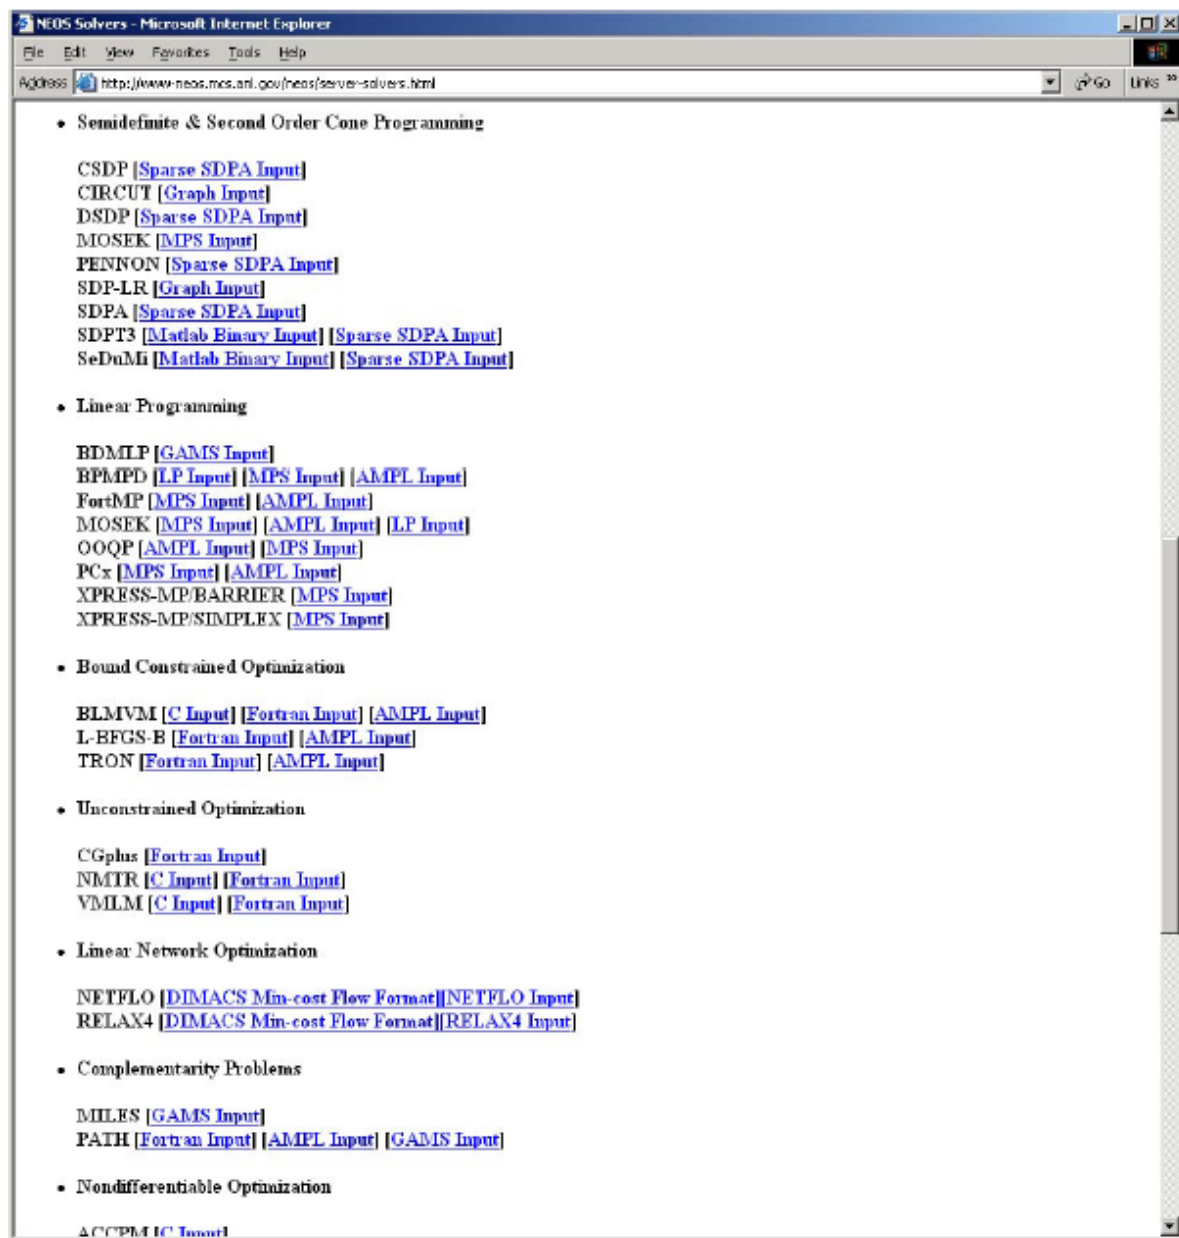 NEOS Solvers - Microsoft Internet Explorer
File Edit View Favorites Tools Help
Address http://www-neos.mcs.anl.gov/neos/server-solvers.html Go Links »
• Semidefinite & Second Order Cone Programming
CSDP [Sparse SDPA Input]
CIRCUT [Graph Input]
DSDP [Sparse SDPA Input]
MOSEK [MPS Input]
PENNON [Sparse SDPA Input]
SDP-LR [Graph Input]
SDPA [Sparse SDPA Input]
SDPT3 [Matlab Binary Input] [Sparse SDPA Input]
SeDuMi [Matlab Binary Input] [Sparse SDPA Input]
• Linear Programming
BDMLP [GAMS Input]
BPMPD [LP Input] [MPS Input] [AMPL Input]
FortMP [MPS Input] [AMPL Input]
MOSEK [MPS Input] [AMPL Input] [LP Input]
OOQP [AMPL Input] [MPS Input]
PCx [MPS Input] [AMPL Input]
XPRESS-MP/BARRIER [MPS Input]
XPRESS-MP/SIMPLEX [MPS Input]
• Bound Constrained Optimization
BLMVM [C Input] [Fortran Input] [AMPL Input]
L-BFGS-B [Fortran Input] [AMPL Input]
TRON [Fortran Input] [AMPL Input]
• Unconstrained Optimization
CGplus [Fortran Input]
NMTR [C Input] [Fortran Input]
VMLM [C Input] [Fortran Input]
• Linear Network Optimization
NETFLO [DIMACS Min-cost Flow Format][NETFLO Input]
RELAX4 [DIMACS Min-cost Flow Format][RELAX4 Input]
• Complementarity Problems
MILES [GAMS Input]
PATH [Fortran Input] [AMPL Input] [GAMS Input]
• Nondifferentiable Optimization
ACCPM [C Input]